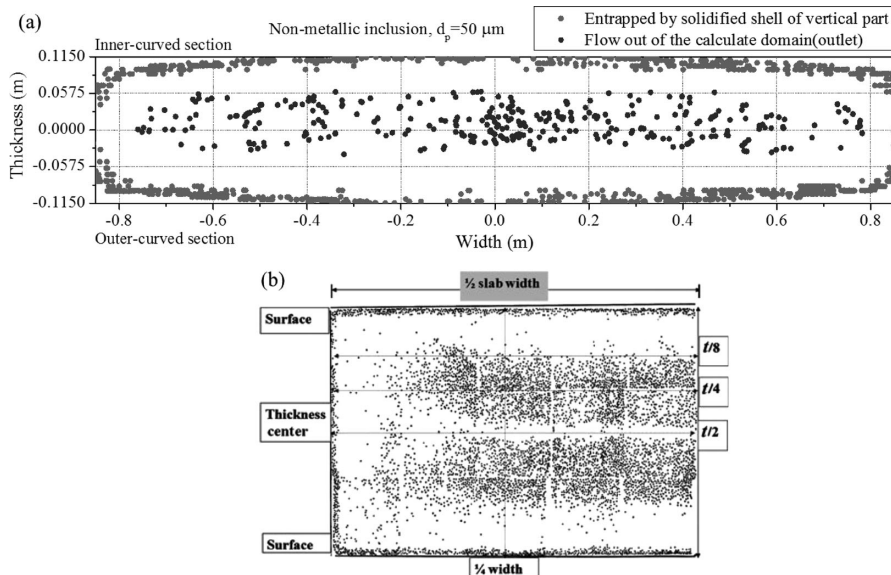 (a)
Non-metallic inclusion, dp=50 μm
Entrapped by solidified shell of vertical part
Flow out of the calculate domain(outlet)
Inner-curved section
0.1150
0.0575
0.0000
-0.0575
-0.1150
Thickness (m)
-0.8 -0.6 -0.4 -0.2 0.0 0.2 0.4 0.6 0.8
Outer-curved section
Width (m)
(b)
½ slab width
Surface
t/8
t/4
Thickness
center
t/2
Surface
¼ width